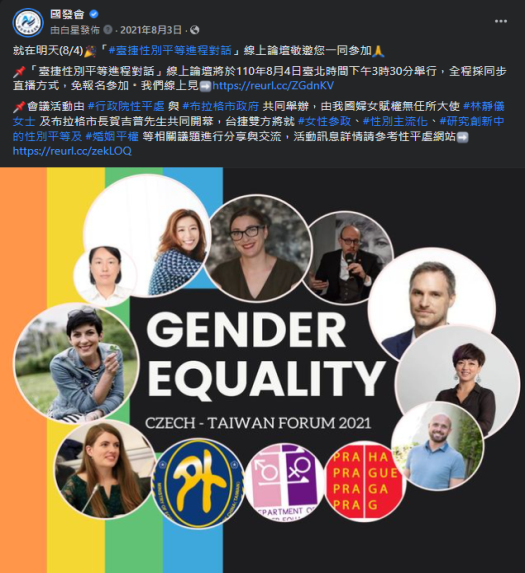 國發會
由白星發佈 · 2021年8月3日 ·
就在明天(8/4)🎉「#臺捷性別平等進程對話」線上論壇敬邀您一同參加🙏
📌「臺捷性別平等進程對話」線上論壇將於110年8月4日臺北時間下午3時30分舉行，全程採同步
直播方式，免報名參加。我們線上見➡https://reurl.cc/ZGdnKV
📌會議活動由 #行政院性平處 與 #布拉格市政府 共同舉辦，由我國婦女賦權無任所大使 #林靜儀
女士 及布拉格市長賀吉普先生共同開幕，台捷雙方將就 #女性參政、#性別主流化、#研究創新中
的性別平等及 #婚姻平權 等相關議題進行分享與交流，活動訊息詳情請參考性平處網站➡
https://reurl.cc/zekLOQ
GENDER
EQUALITY
CZECH - TAIWAN FORUM 2021
PRA HA
PRA GUE
PRA GA
PRA G